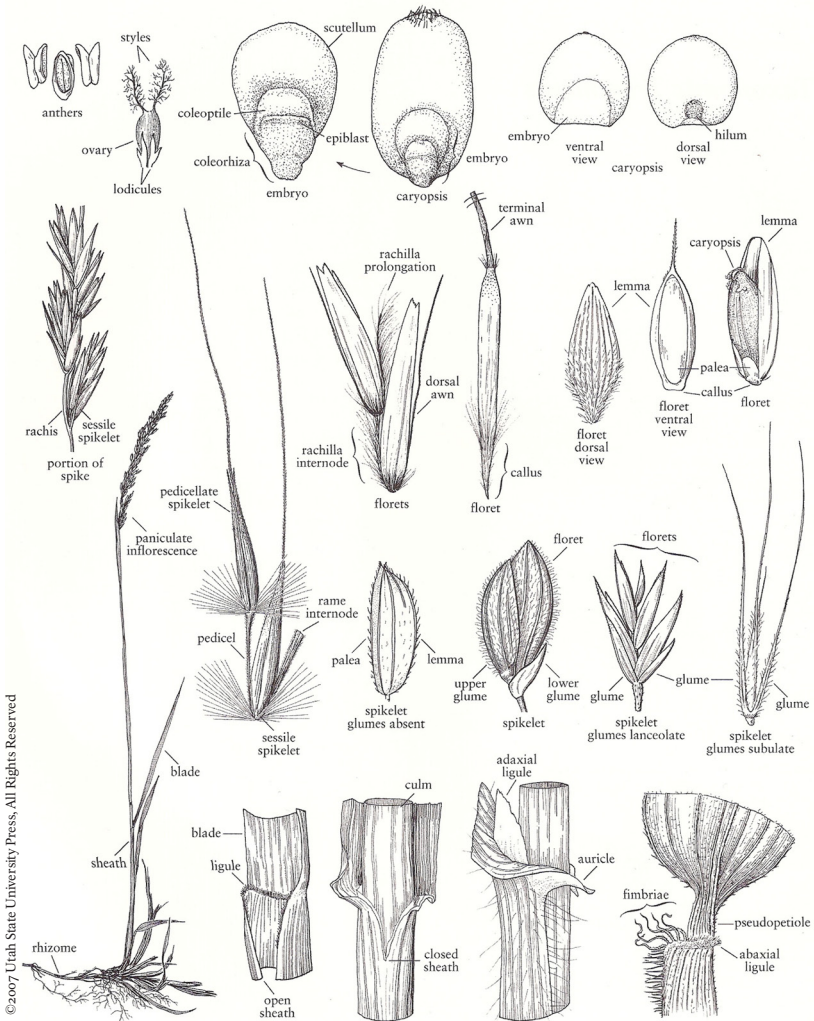 styles
anthers
ovary
lodicules
scutellum
coleoptile
epiblast
coleorhiza
embryo
embryo
caryopsis
embryo
ventral
view
hilum
dorsal
view
caryopsis
rachis
sessile
spikelet
portion of
spike
paniculate
inflorescence
rachilla
prolongation
dorsal
awn
rachilla
internode
florets
terminal
awn
callus
floret
lemma
floret
dorsal
view
palea
callus
floret
ventral
view
lemma
caryopsis
floret
pedicellate
spikelet
rame
internode
pedicel
sessile
spikelet
palea
lemma
spikelet
glumes absent
floret
upper
glume
lower
glume
spikelet
florets
glume
glume
spikelet
glumes lanceolate
glume
spikelet
glumes subulate
blade
sheath
rhizome
blade
ligule
open
sheath
culm
closed
sheath
adaxial
ligule
auricle
fimbriae
pseudopetiole
abaxial
ligule
©2007 Utah State University Press, All Rights Reserved